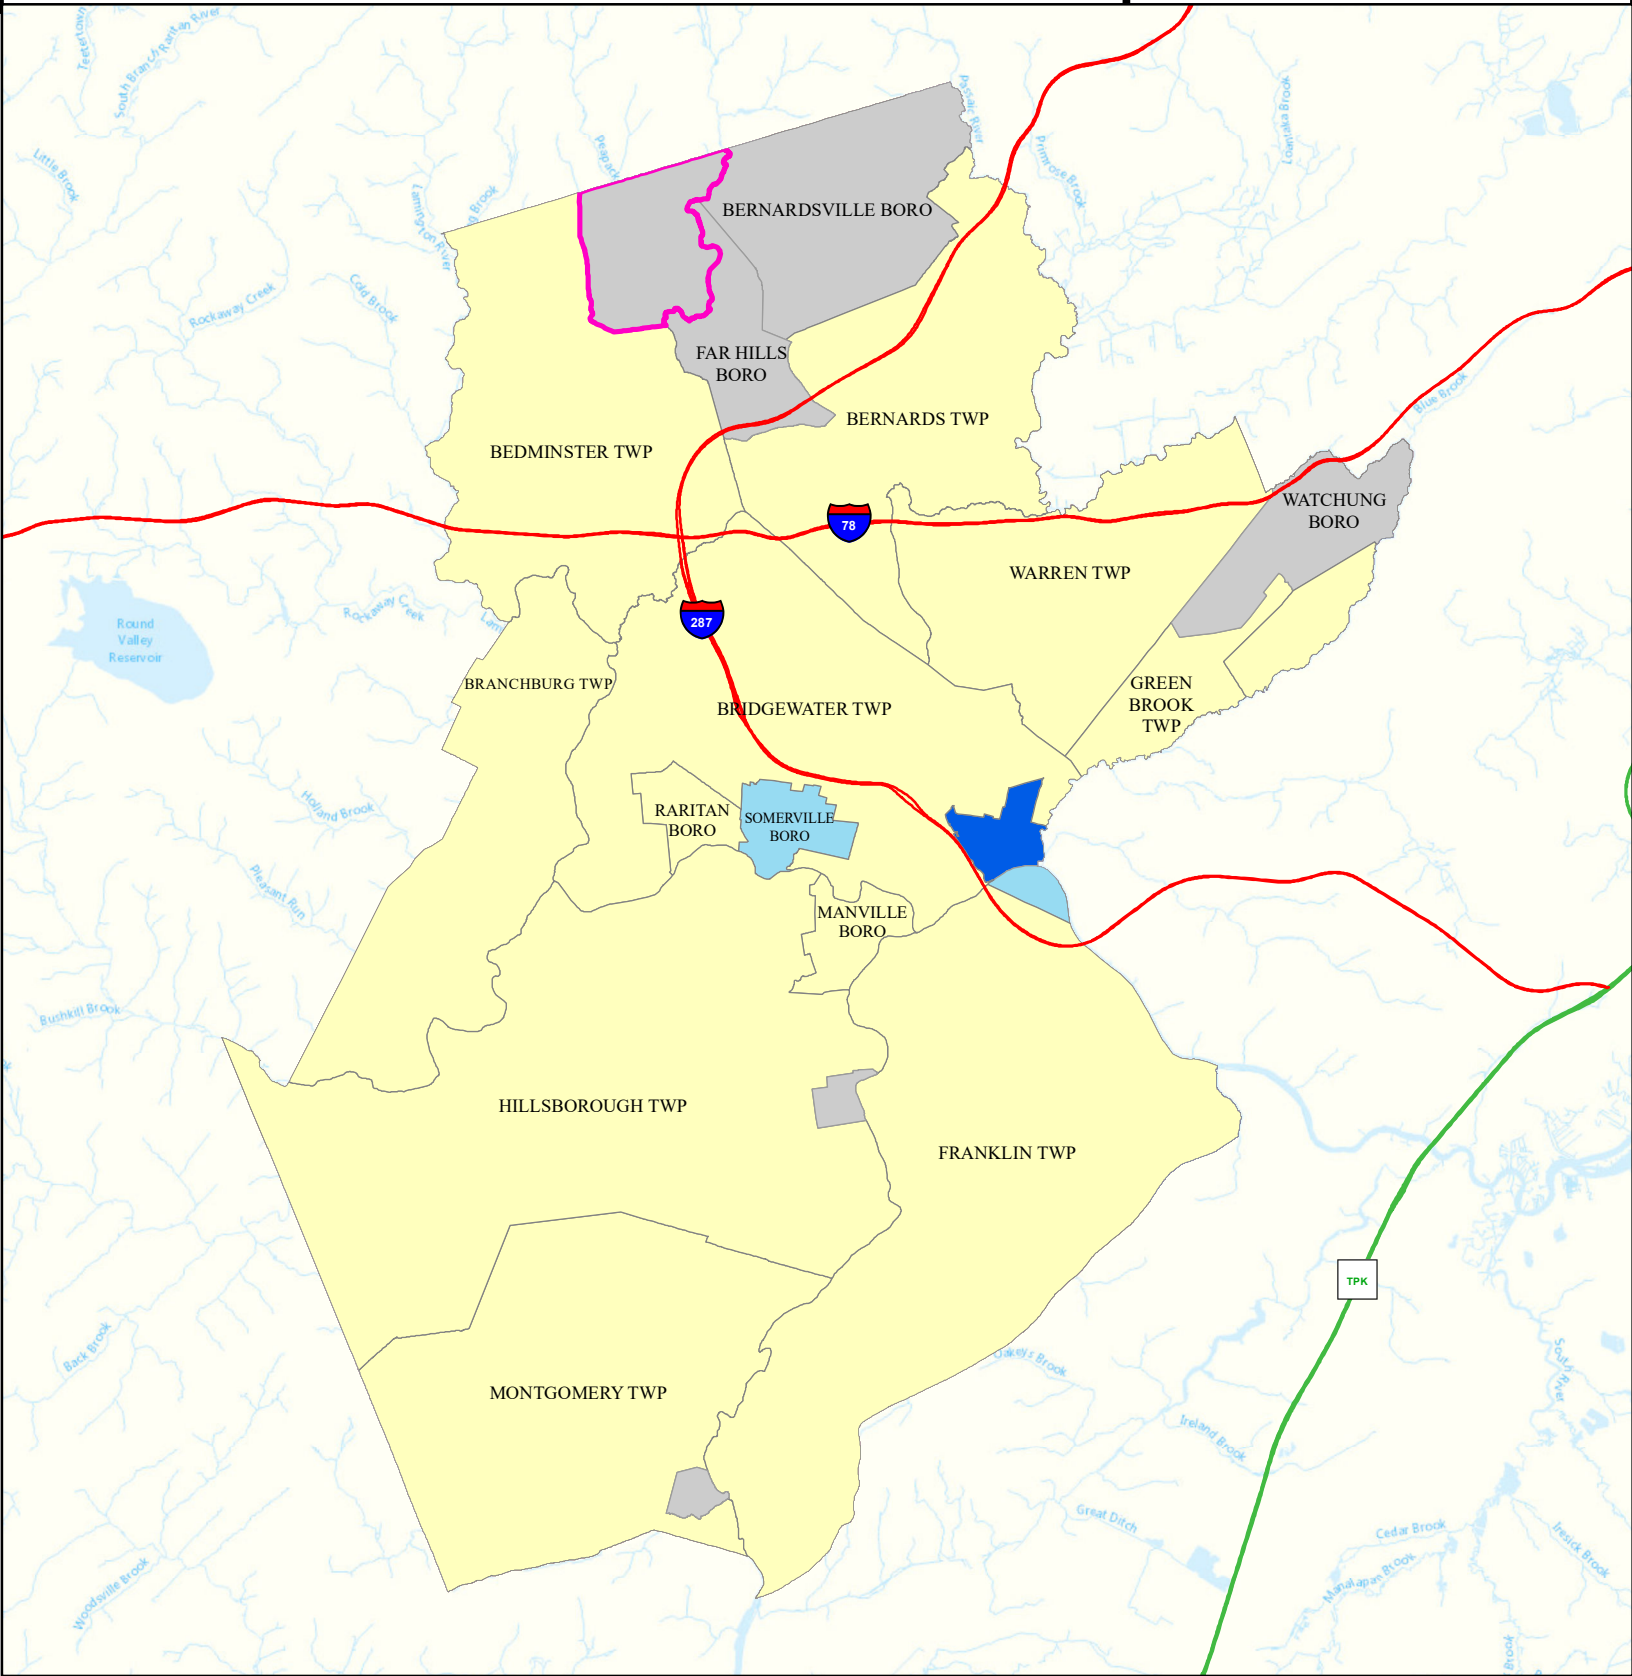 Teetertown
South Branch Raritan River
Passaic River
Loantaka Brook
Little Brook
Peapack
Primrose Brook
Lamington River
g Brook
BERNARDSVILLE BORO
Rockaway Creek
Cold Brook
FAR HILLS
BORO
Blue Brook
BERNARDS TWP
BEDMINSTER TWP
WATCHUNG
BORO
78
WARREN TWP
Rockaway Creek
Lami
287
Round
Valley
Reservoir
BRANCHBURG TWP
GREEN
BROOK
TWP
BRIDGEWATER TWP
Holland Brook
RARITAN
BORO
SOMERVILLE
BORO
Pleasant Run
MANVILLE
BORO
Bushkill Brook
HILLSBOROUGH TWP
FRANKLIN TWP
TPK
Back Brook
Oakeys Brook
South River
MONTGOMERY TWP
Ireland Brook
Great Ditch
Cedar Brook
Iresick Brook
Manalapan Brook
Woodsville Brook
Brook